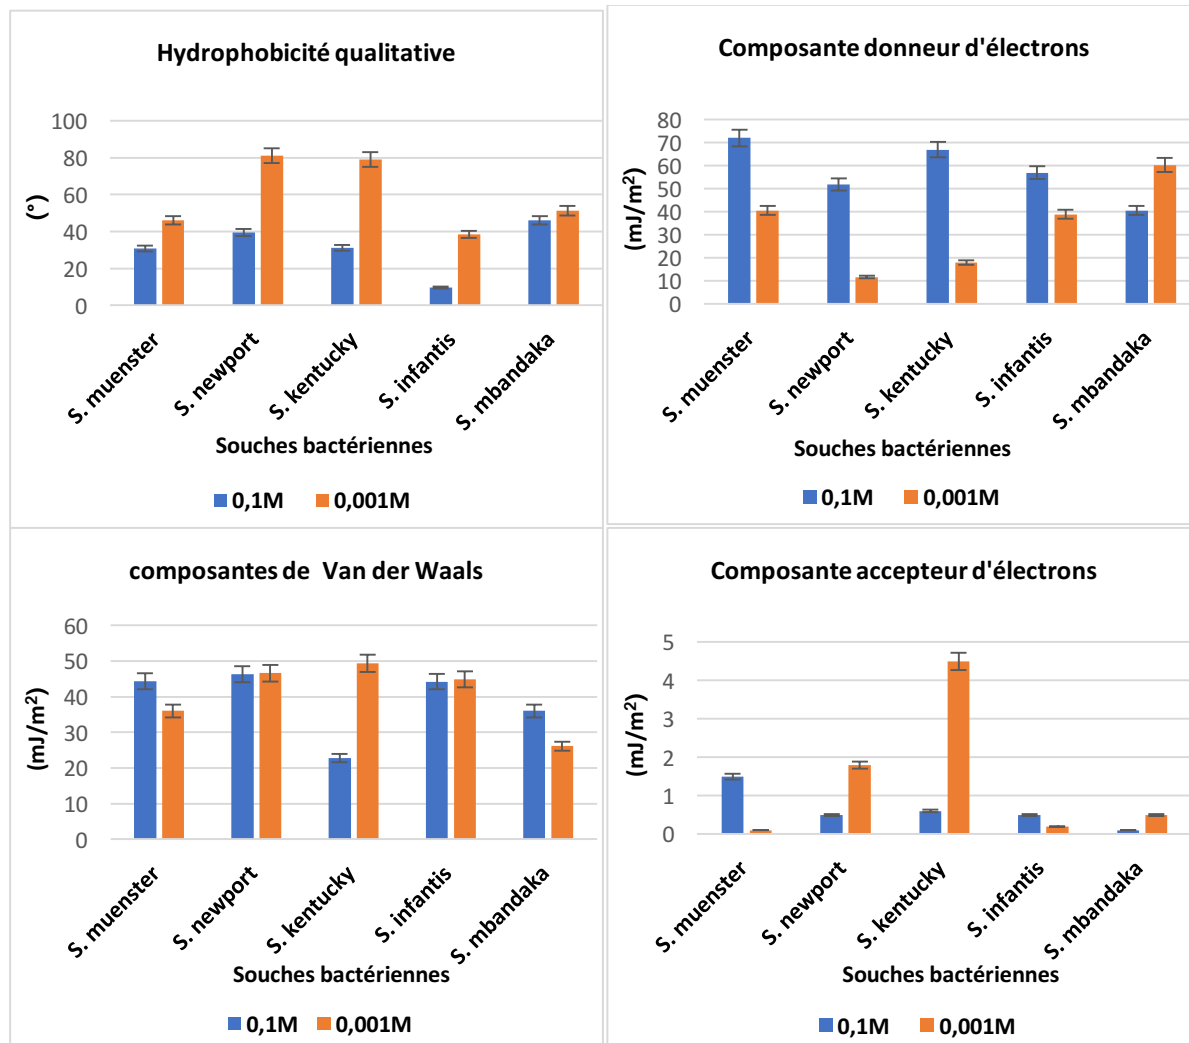 Hydrophobicité qualitative
(°)
100
80
60
40
20
0
S. muenster
S. newport
S. kentucky
S. infantis
S. mbandaka
Souches bactériennes
0,1M 0,001M
Composante donneur d'électrons
(mJ/m²)
80
70
60
50
40
30
20
10
0
S. muenster
S. newport
S. kentucky
S. infantis
S. mbandaka
Souches bactériennes
0,1M 0,001M
composantes de Van der Waals
(mJ/m²)
60
50
40
30
20
10
0
S. muenster
S. newport
S. kentucky
S. infantis
S. mbandaka
Souches bactériennes
0,1M 0,001M
Composante accepteur d'électrons
(mJ/m²)
5
4
3
2
1
0
S. muenster
S. newport
S. kentucky
S. infantis
S. mbandaka
Souches bactériennes
0,1M 0,001M